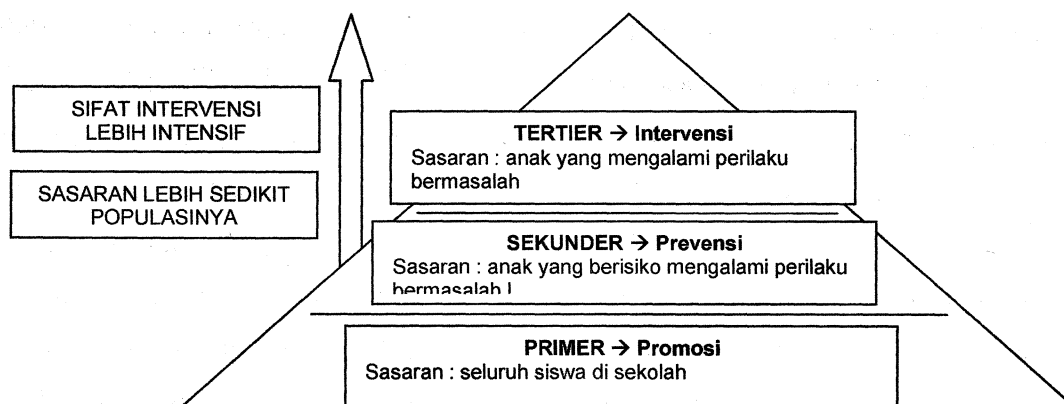 SIFAT INTERVENSI
LEBIH INTENSIF
SASARAN LEBIH SEDIKIT
POPULASINYA
TERTIER → Intervensi
Sasaran : anak yang mengalami perilaku
bermasalah
SEKUNDER → Prevensi
Sasaran : anak yang berisiko mengalami perilaku
bermasalah
PRIMER → Promosi
Sasaran : seluruh siswa di sekolah